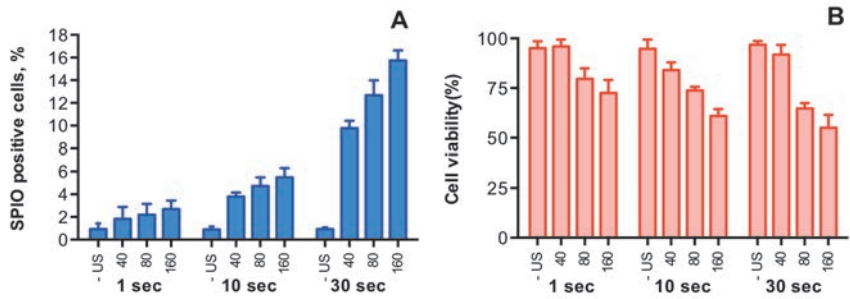 A
SPIO positive cells, %
18
16
14
12
10
8
6
4
2
0
- US 40 80 160 - US 40 80 160 - US 40 80 160
1 sec 10 sec 30 sec
B
Cell viability(%)
100
75
50
25
0
- US 40 80 160 - US 40 80 160 - US 40 80 160
1 sec 10 sec 30 sec